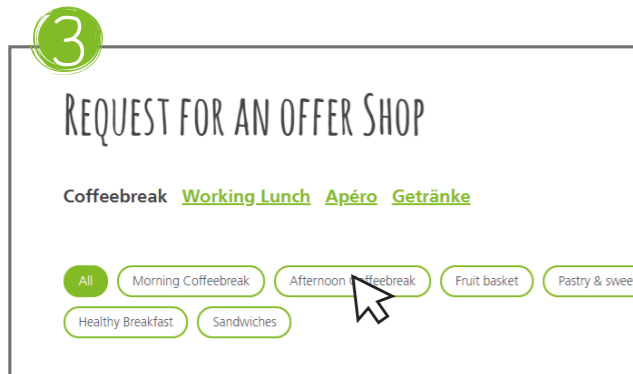 3
REQUEST FOR AN OFFER SHOP
Coffeebreak Working Lunch Apéro Getränke
All Morning Coffeebreak Afternoon Coffeebreak Fruit basket Pastry &
Healthy Breakfast Sandwiches